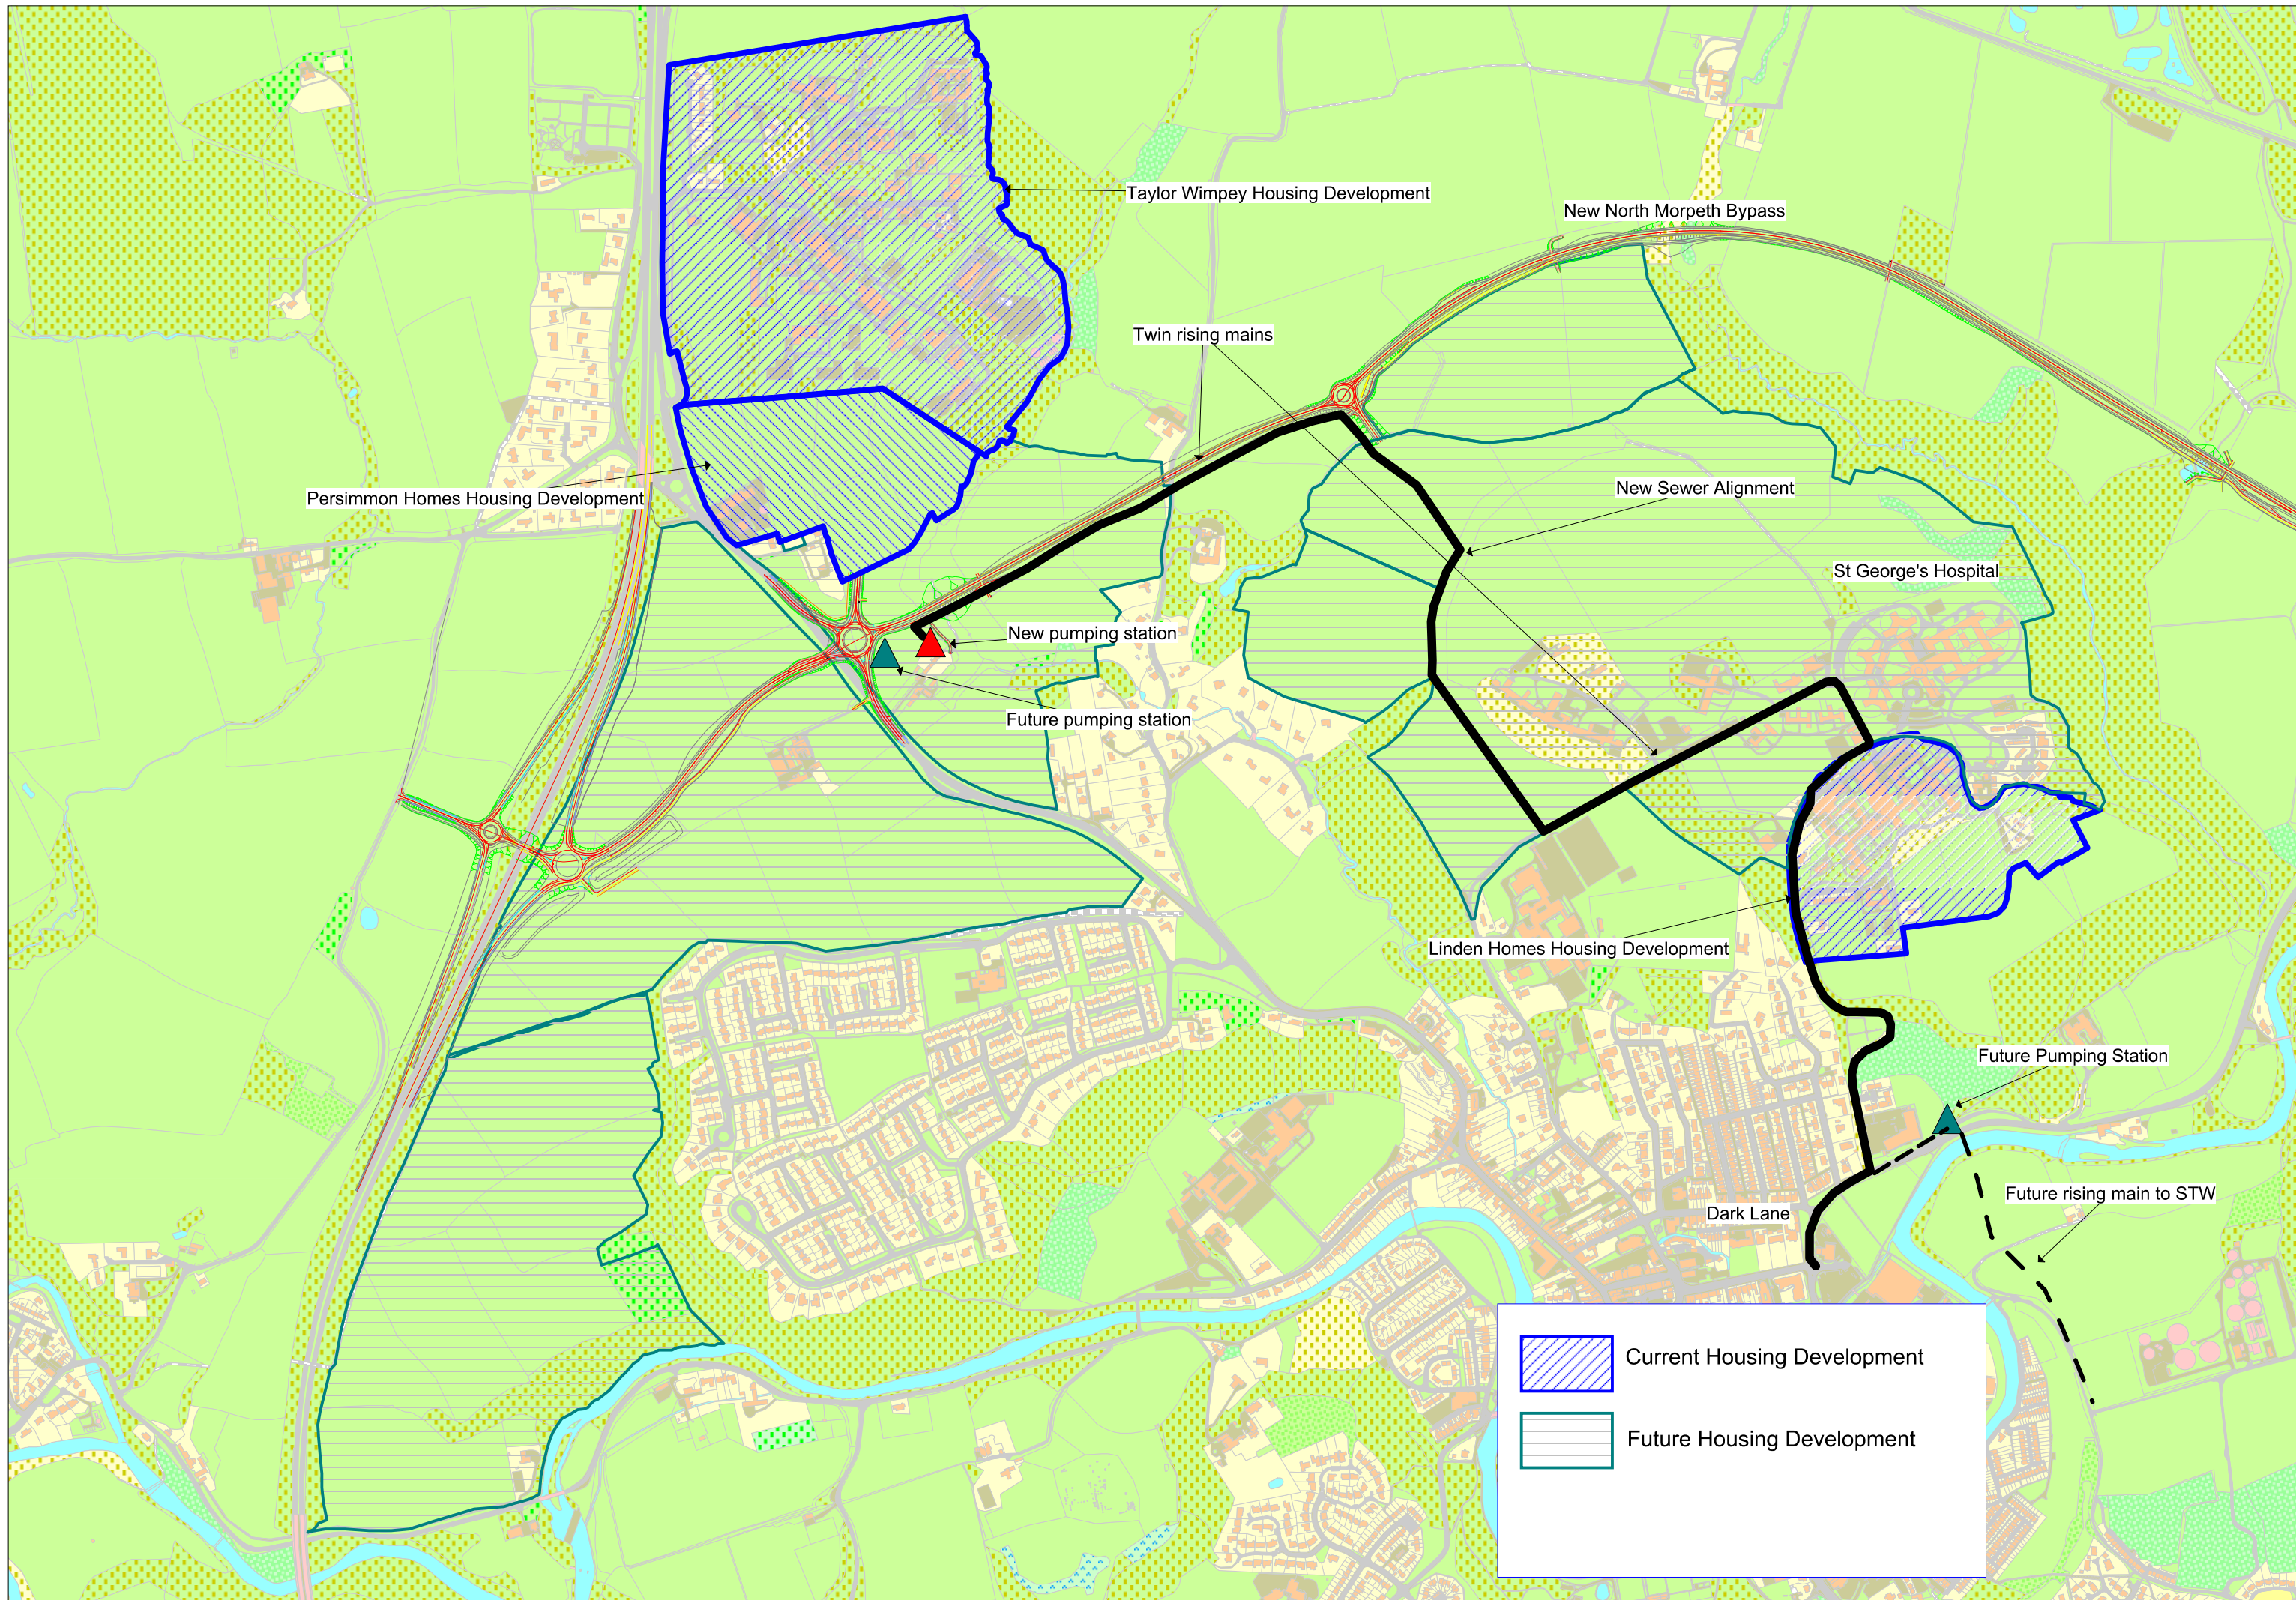 Taylor Wimpey Housing Development
New North Morpeth Bypass
Twin rising mains
Persimmon Homes Housing Development
New Sewer Alignment
St George's Hospital
New pumping station
Future pumping station
Linden Homes Housing Development
Future Pumping Station
Future rising main to STW
Dark Lane
Current Housing Development
Future Housing Development